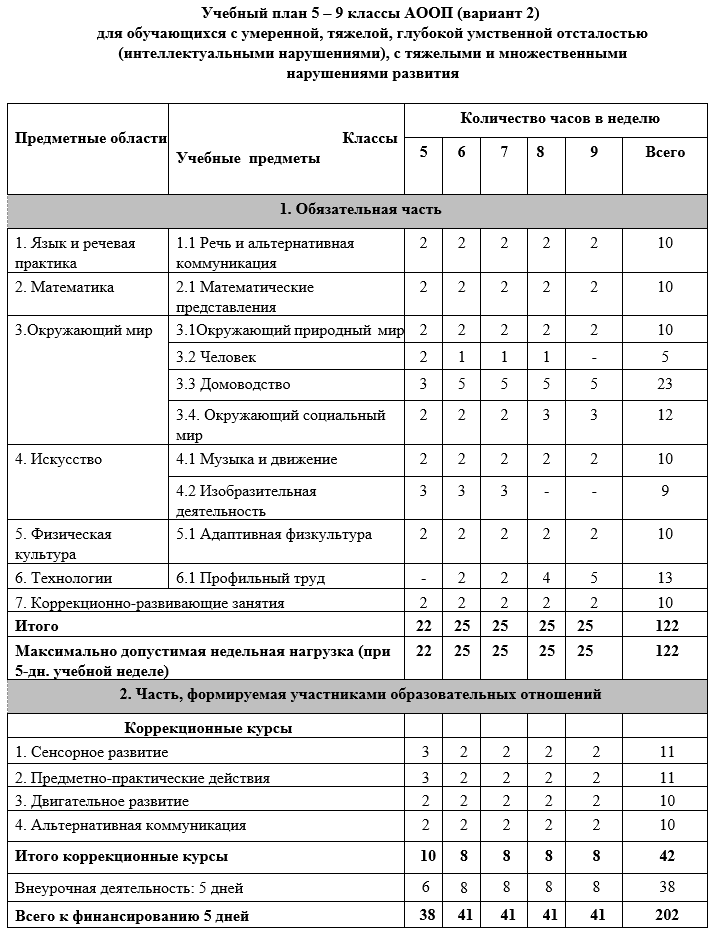 Учебный план 5 – 9 классы АООП (вариант 2)
для обучающихся с умеренной, тяжелой, глубокой умственной отсталостью
(интеллектуальными нарушениями), с тяжелыми и множественными
нарушениями развития
Предметные области Классы Учебные предметы Количество часов в неделю
5 6 7 8 9 Всего
1. Обязательная часть
1. Язык и речевая 1.1 Речь и альтернативная 2 2 2 2 2 10
практика коммуникация
2. Математика 2.1 Математические 2 2 2 2 2 10
представления
3.Окружающий мир 3.1Окружающий природный мир 2 2 2 2 2 10
3.2 Человек 2 1 1 1 - 5
3.3 Домоводство 3 5 5 5 5 23
3.4. Окружающий социальный 2 2 2 3 3 12
мир
4. Искусство 4.1 Музыка и движение 2 2 2 2 2 10
4.2 Изобразительная 3 3 3 - - 9
деятельность
5. Физическая 5.1 Адаптивная физкультура 2 2 2 2 2 10
культура
6. Технологии 6.1 Профильный труд - 2 2 4 5 13
7. Коррекционно-развивающие занятия 2 2 2 2 2 10
Итого 22 25 25 25 25 122
Максимально допустимая недельная нагрузка (при 22 25 25 25 25 122
5-дн. учебной неделе)
2. Часть, формируемая участниками образовательных отношений
Коррекционные курсы
1. Сенсорное развитие 3 2 2 2 2 11
2. Предметно-практические действия 3 2 2 2 2 11
3. Двигательное развитие 2 2 2 2 2 10
4. Альтернативная коммуникация 2 2 2 2 2 10
Итого коррекционные курсы 10 8 8 8 8 42
Внеурочная деятельность: 5 дней 6 8 8 8 8 38
Всего к финансированию 5 дней 38 41 41 41 41 202